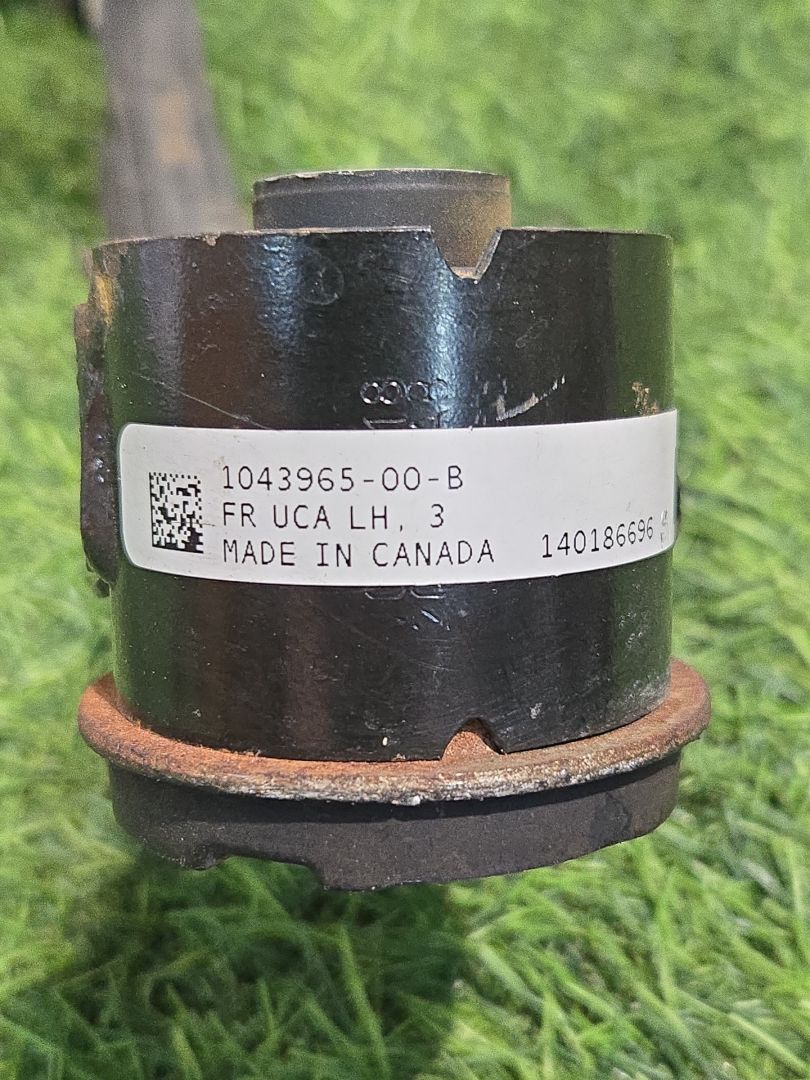 1043965-00-B
FR UCA LH, 3
MADE IN CANADA
140186696